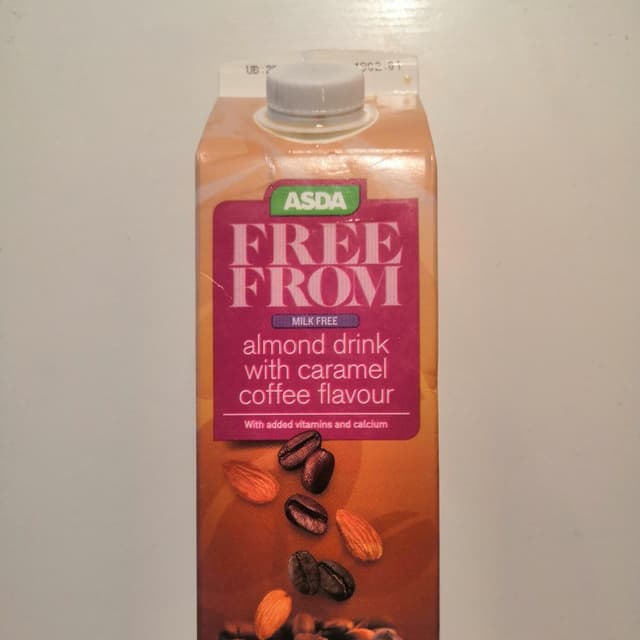 ASDA
FREE
FROM
MILK FREE
almond drink
with caramel
coffee flavour
With added vitamins and calcium